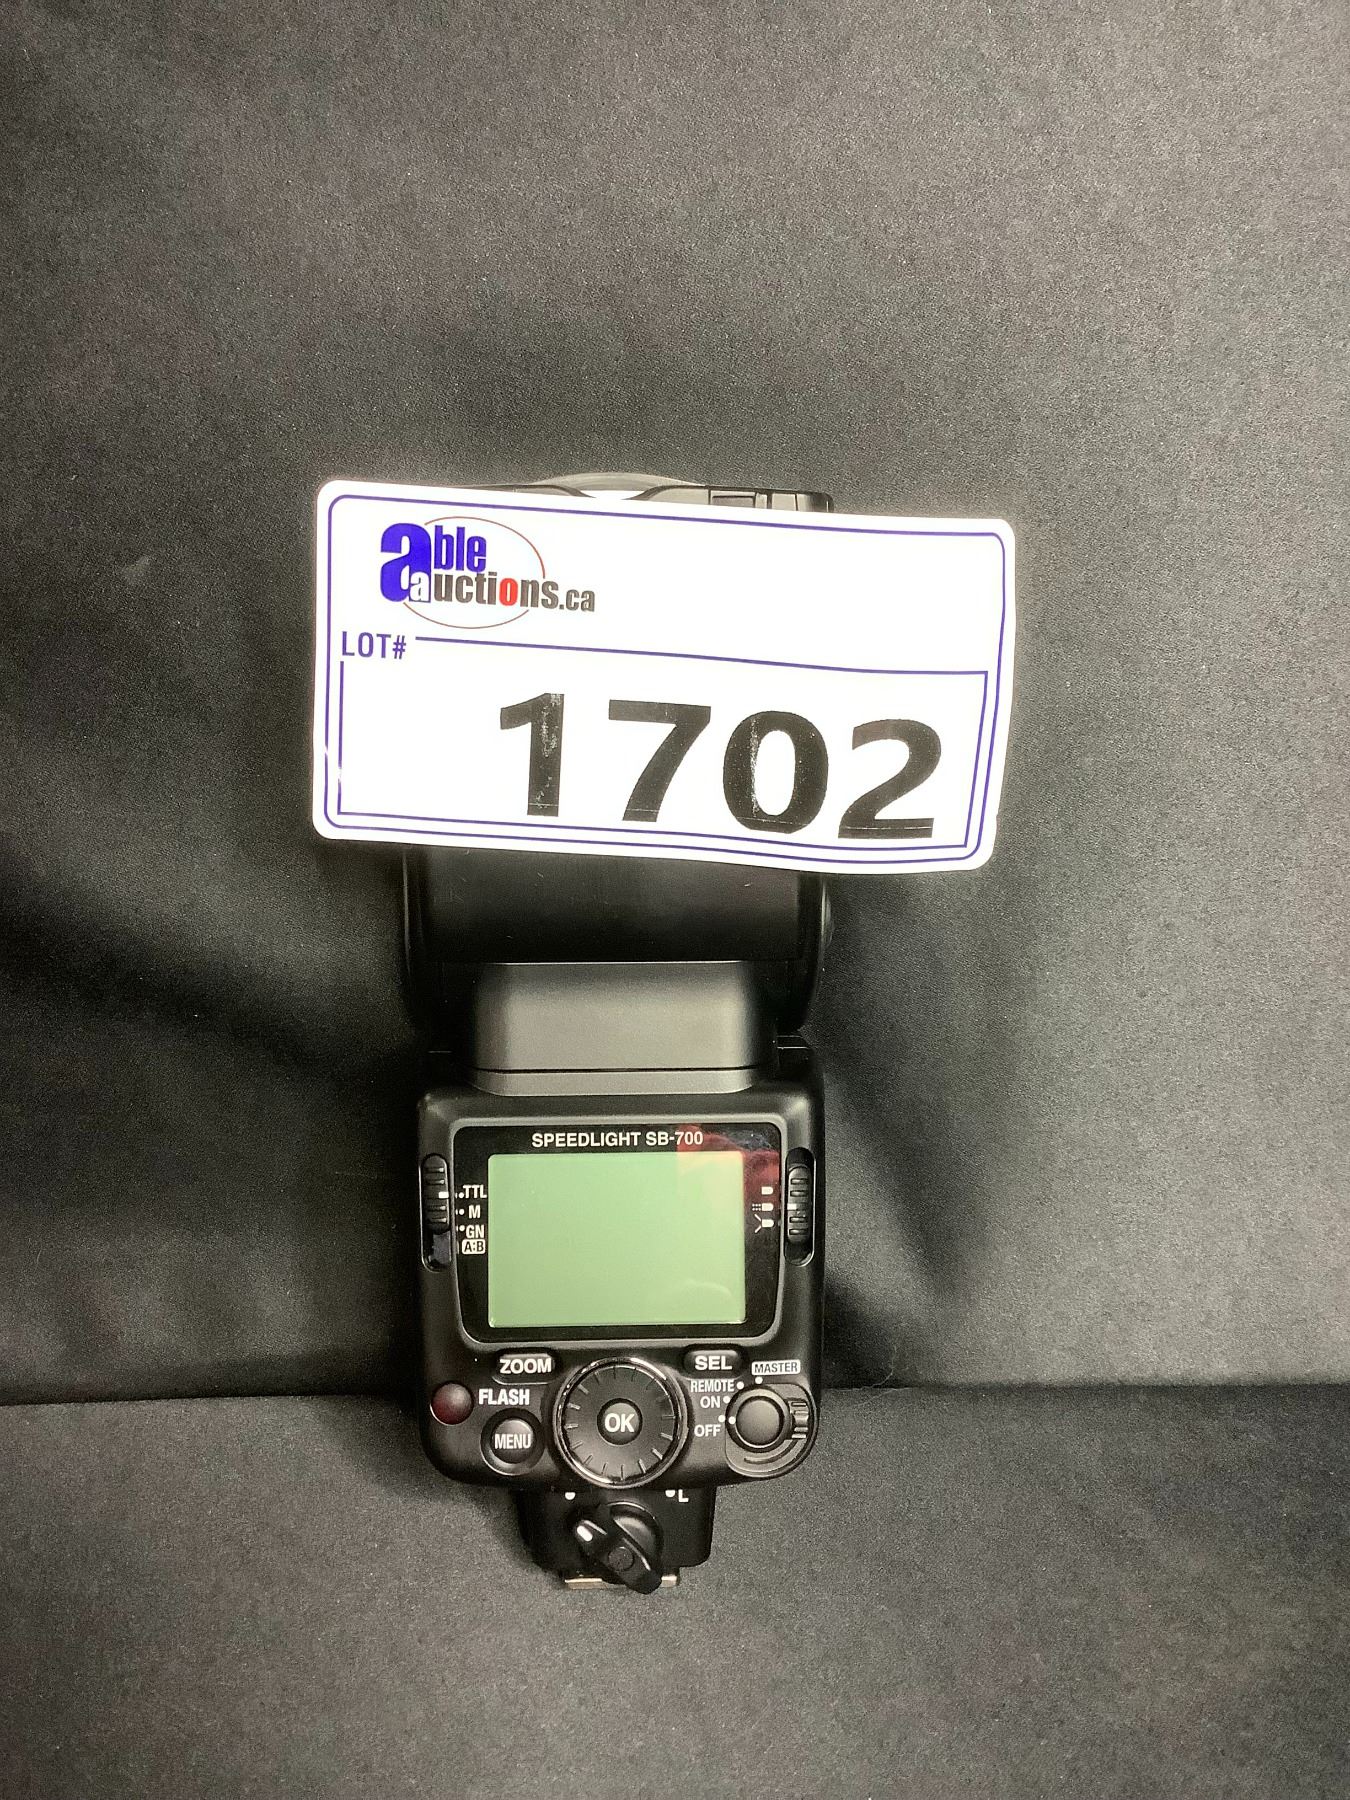 able
auctions.ca
LOT#
1702
SPEEDLIGHT SB-700
TTL
M
GN
A:B
ZOOM
SEL
MASTER
FLASH
REMOTE
ON
MENU
OK
OFF
L